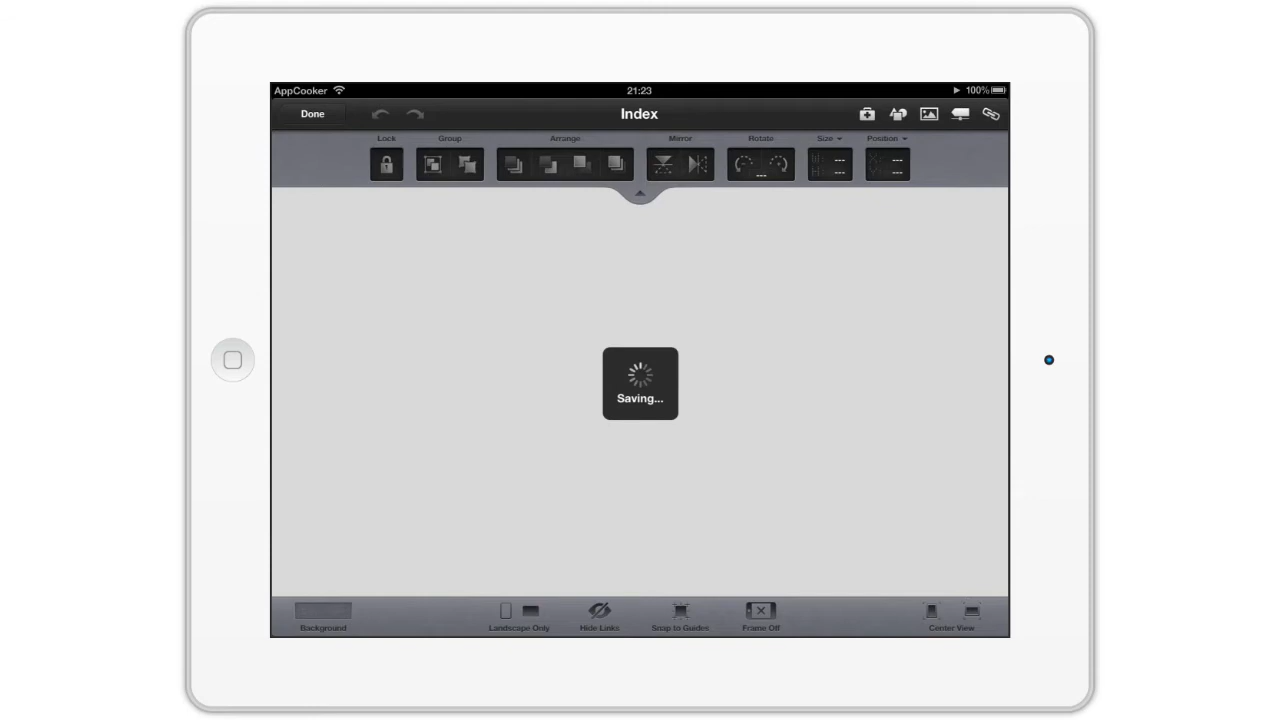 AppCooker 21:23 100%
Done Index
Lock Group Arrange Mirror Rotate Size Position
W: --- X: ---
--- H: --- Y: ---
Saving...
Background Landscape Only Hide Links Snap to Guides Frame Off Center View